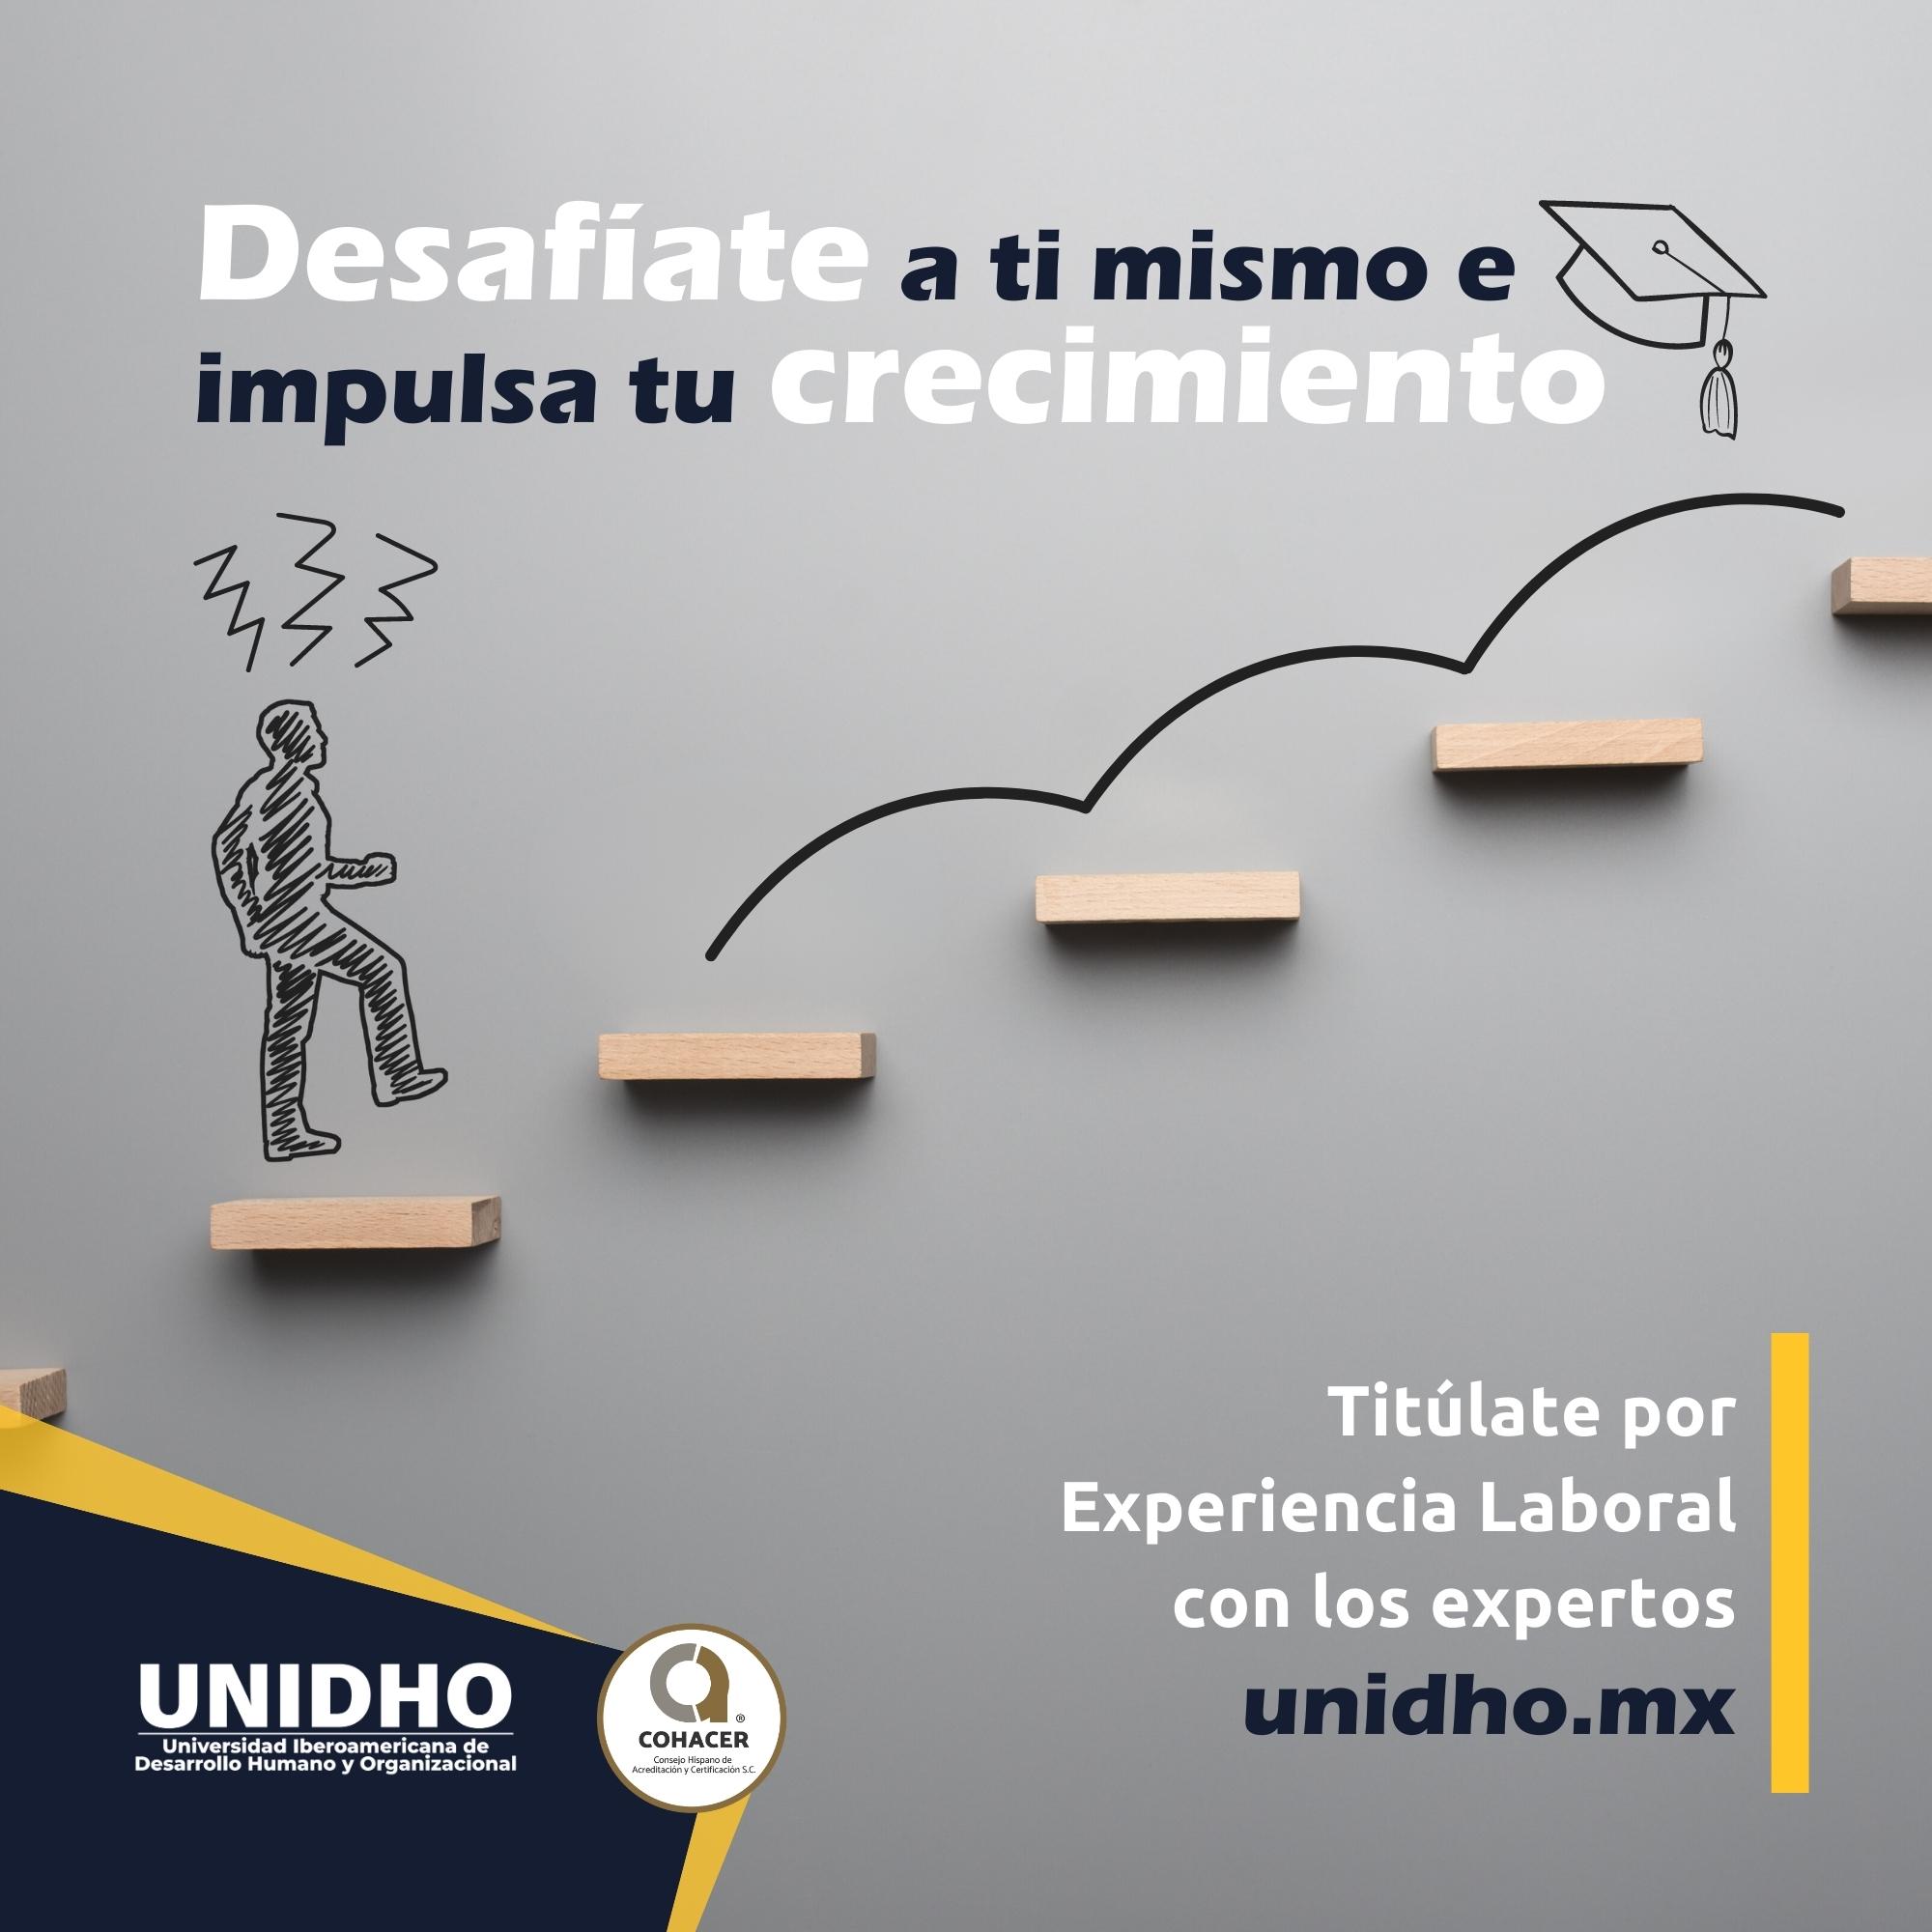 Desafíate a ti mismo e
impulsa tu crecimiento
Titúlate por
Experiencia Laboral
con los expertos
unidho.mx
UNIDHO
Universidad Iberoamericana de
Desarrollo Humano y Organizacional
®
COHACER
Consejo Hispano de
Acreditación y Certificación S.C.